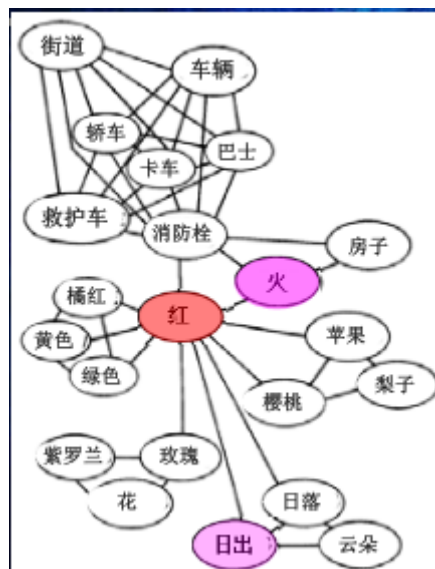 街道
车辆
轿车
卡车
巴士
救护车
消防栓
房子
火
橘红
红
黄色
绿色
苹果
樱桃
梨子
紫罗兰
玫瑰
花
日落
日出
云朵